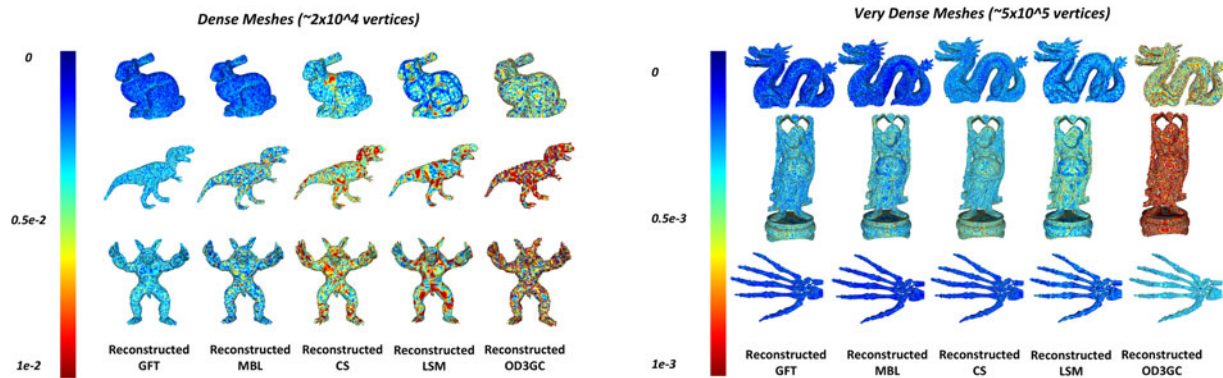 Dense Meshes (~2x10^4 vertices)
0
0.5e-2
1e-2
Reconstructed GFT
Reconstructed MBL
Reconstructed CS
Reconstructed LSM
Reconstructed OD3GC
Very Dense Meshes (~5x10^5 vertices)
0
0.5e-3
1e-3
Reconstructed GFT
Reconstructed MBL
Reconstructed CS
Reconstructed LSM
Reconstructed OD3GC